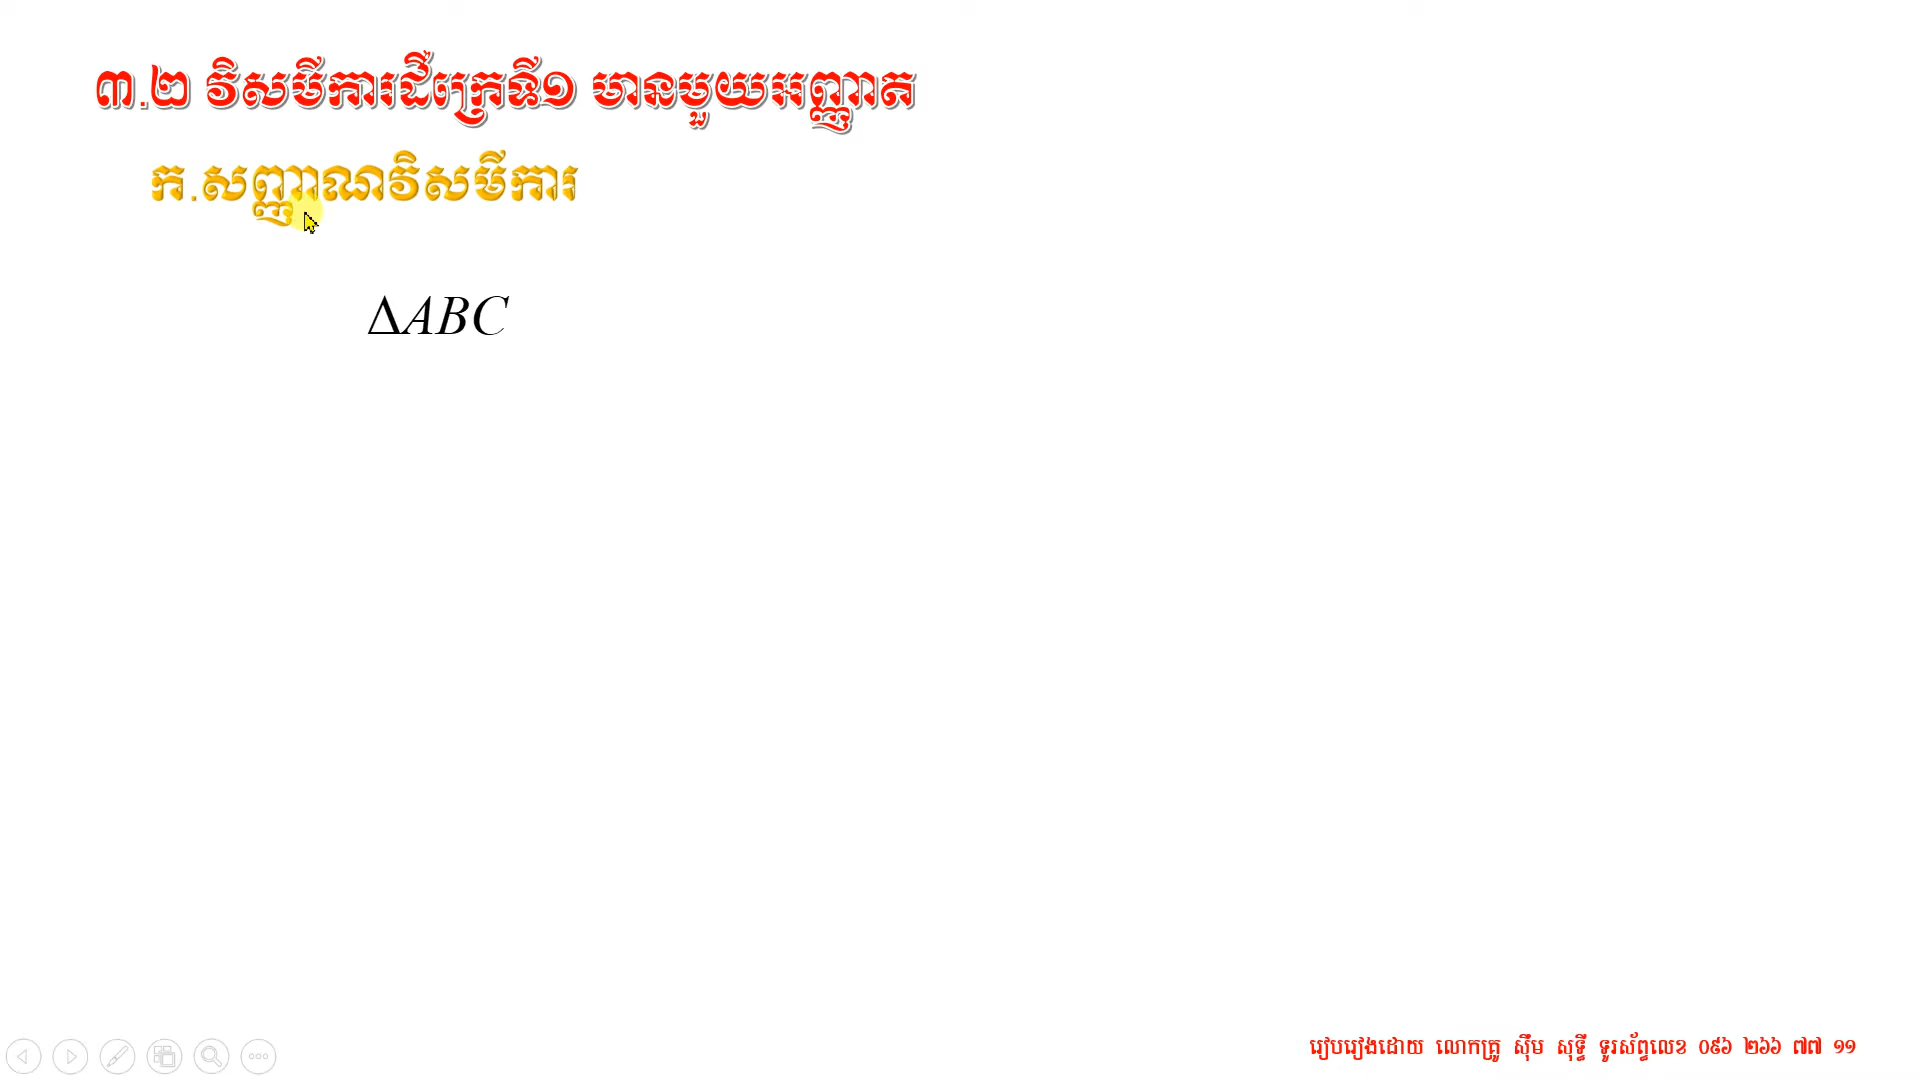 ៣.២ វិសមីការដឺក្រេទី១ មានមួយអញ្ញាត
ក.សញ្ញាណវិសមីការ
ΔABC
រៀបរៀងដោយ លោកគ្រូ ស៊ឹម សុទ្ធី ទូរស័ព្ទលេខ ០៩៦ ២៦៦ ៧៧ ១១